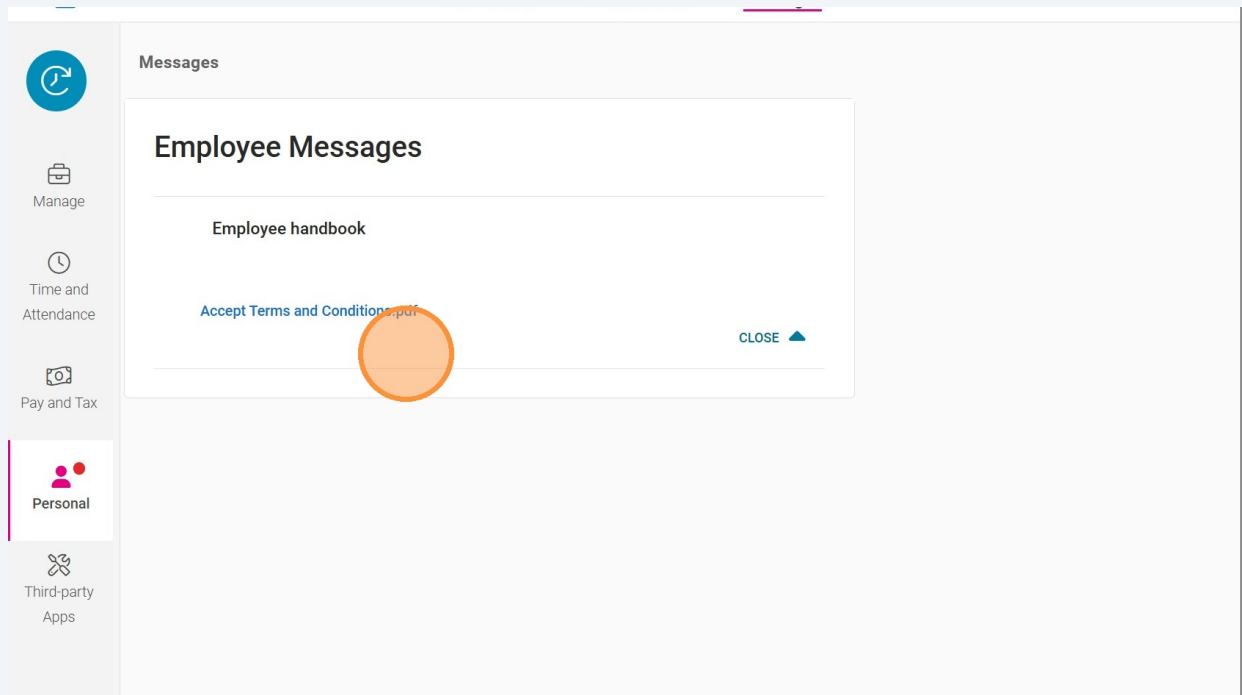 Messages
Employee Messages
Manage
Employee handbook
Time and
Attendance
Accept Terms and Conditions.pdf
CLOSE
Pay and Tax
Personal
Third-party
Apps